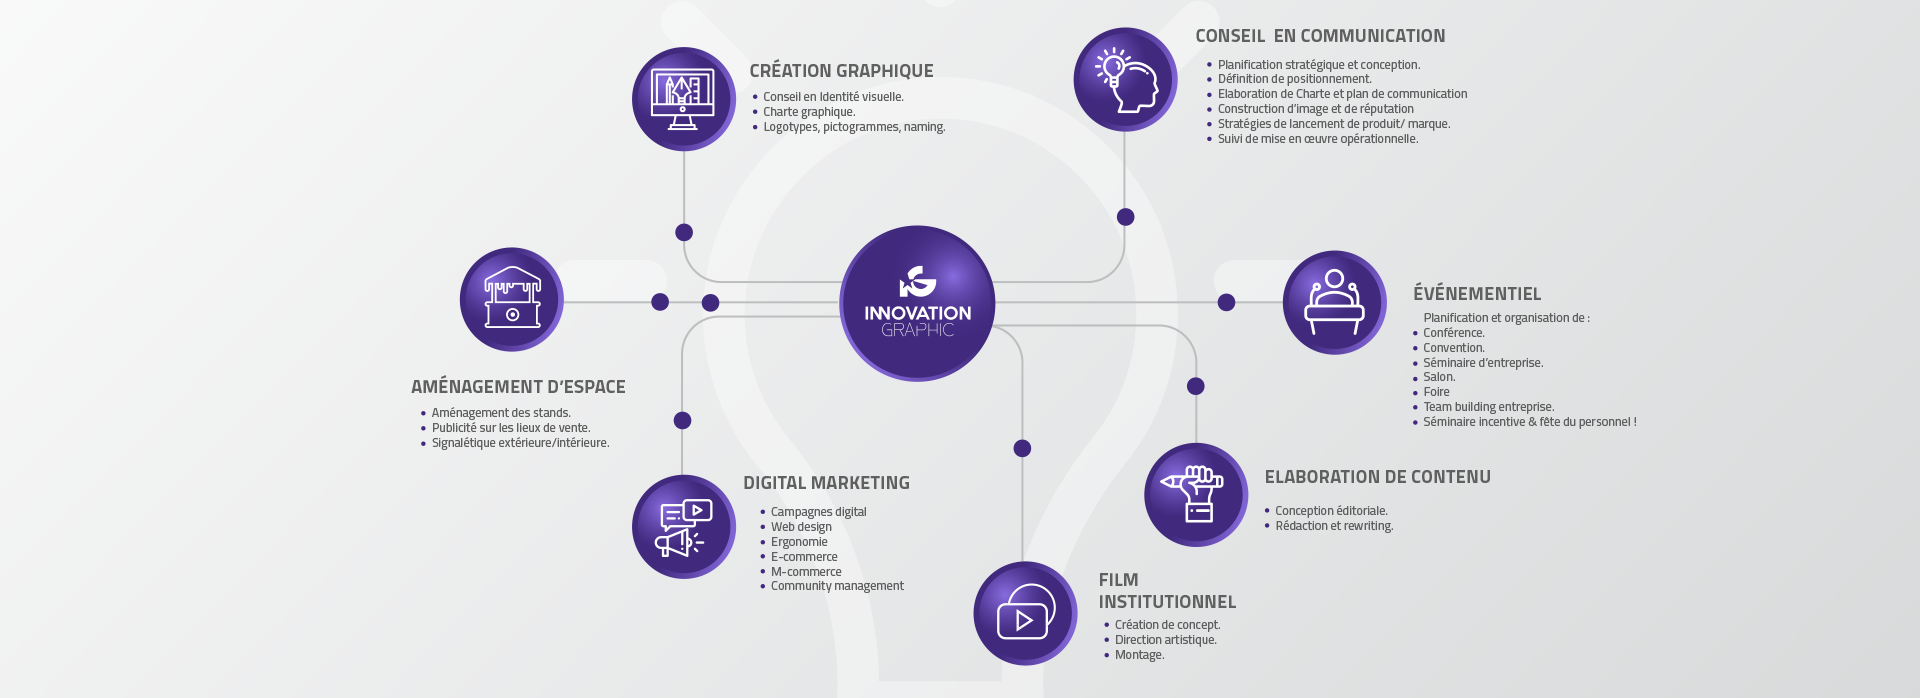 CRÉATION GRAPHIQUE
Conseil en Identité visuelle.
Charte graphique.
Logotypes, pictogrammes, naming.
CONSEIL EN COMMUNICATION
Planification stratégique et conception.
Définition de positionnement.
Elaboration de Charte et plan de communication
Construction d'image et de réputation
Stratégies de lancement de produit/ marque.
Suivi de mise en œuvre opérationnelle.
INNOVATION
GRAPHIC
ÉVÉNEMENTIEL
Planification et organisation de :
Conférence.
Convention.
Séminaire d'entreprise.
Salon.
Foire
Team building entreprise.
Séminaire incentive & fête du personnel !
AMÉNAGEMENT D'ESPACE
Aménagement des stands.
Publicité sur les lieux de vente.
Signalétique extérieure/intérieure.
DIGITAL MARKETING
Campagnes digital
Web design
Ergonomie
E-commerce
M-commerce
Community management
ELABORATION DE CONTENU
Conception éditoriale.
Rédaction et rewriting.
FILM
INSTITUTIONNEL
Création de concept.
Direction artistique.
Montage.